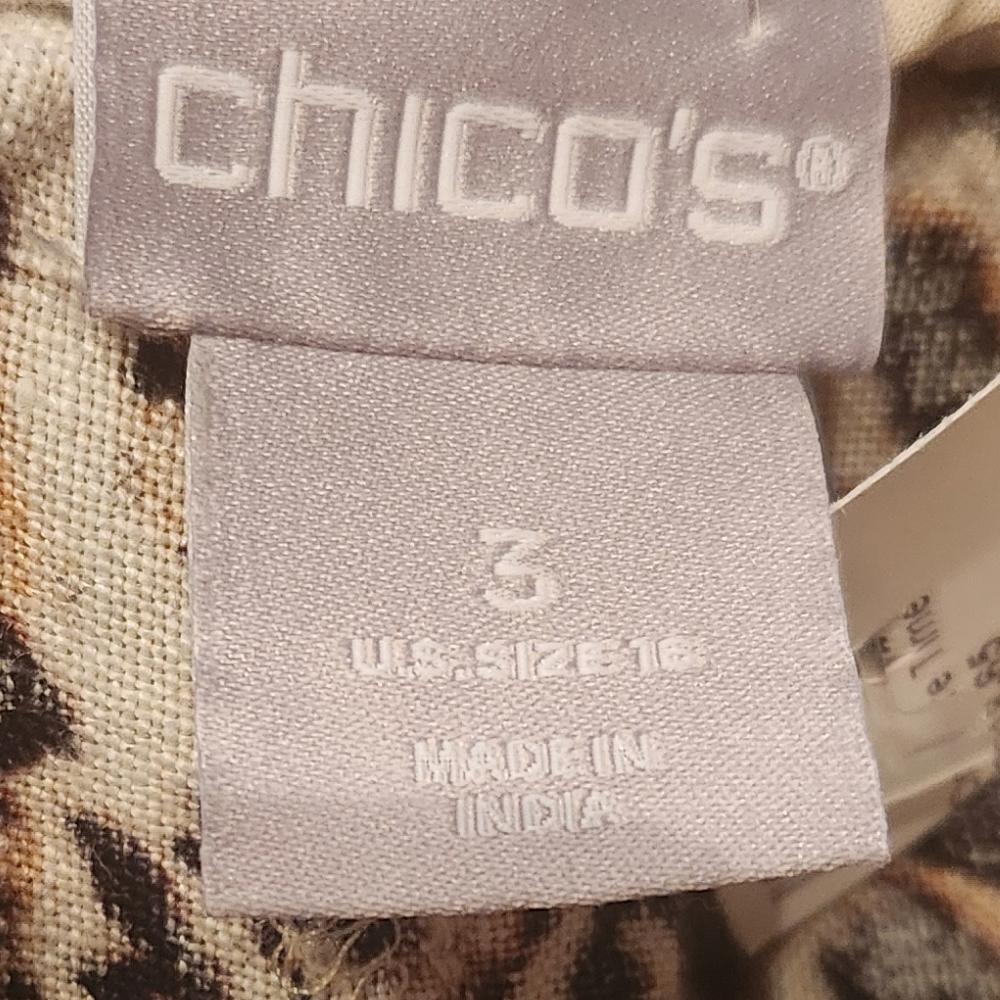 chico's®
3
U.S. SIZE 16
MADE IN
INDIA